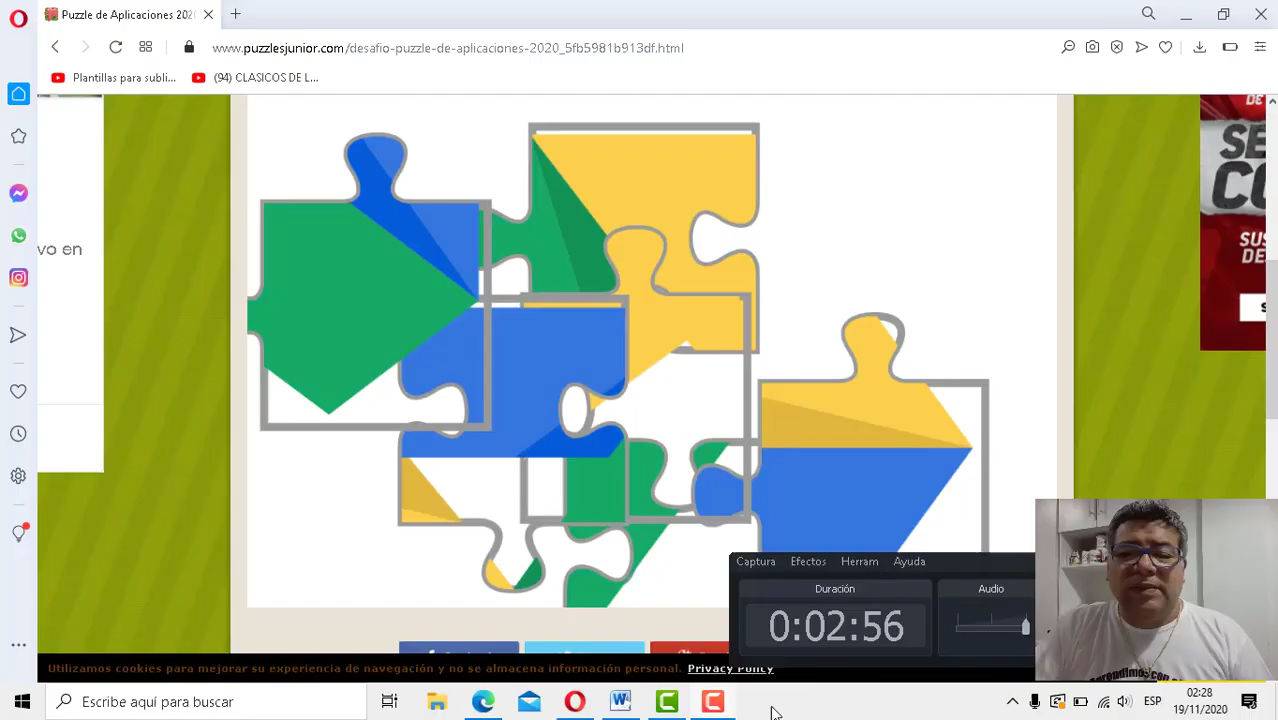 Puzzle de Aplicaciones 202
www.puzzlesjunior.com/desafio-puzzle-de-aplicaciones-2020_5fb5981b913df.html
Plantillas para subli...
(94) CLASICOS DE L...
vo en
SUS
DE
Captura Efectos Herram Ayuda
Duración
Audio
0:02:56
Utilizamos cookies para mejorar su experiencia de navegación y no se almacena información personal. Privacy Policy
Escribe aquí para buscar
ESP
02:28
19/11/2020